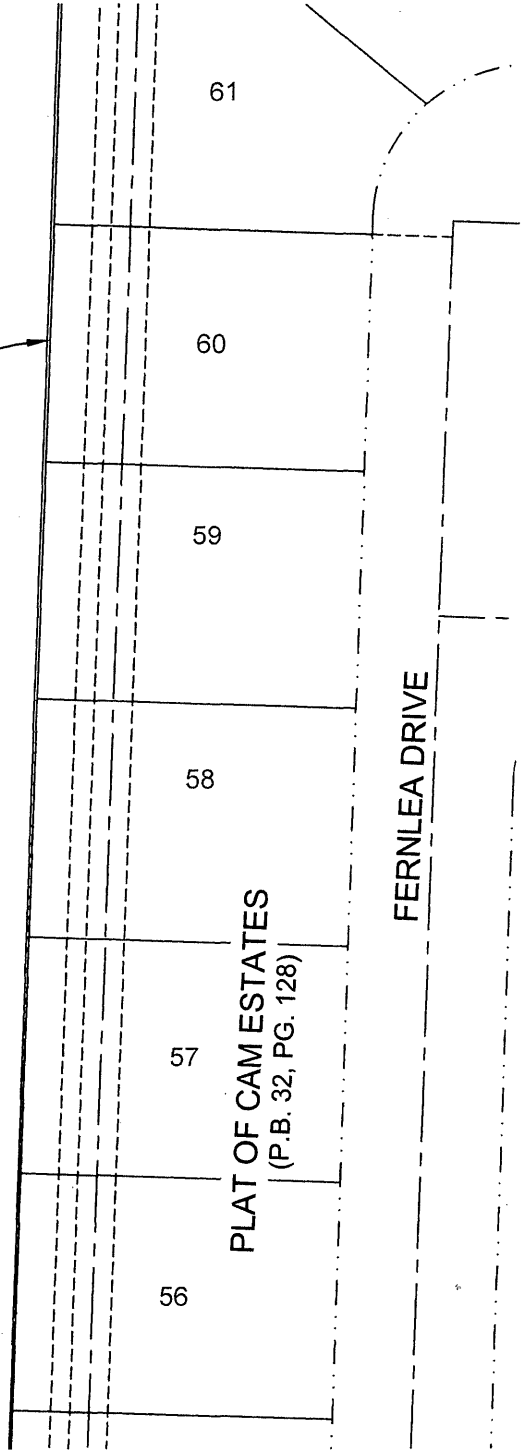 61
60
59
58
FERNLEA DRIVE
PLAT OF CAM ESTATES
(P.B. 32, PG. 128)
57
56